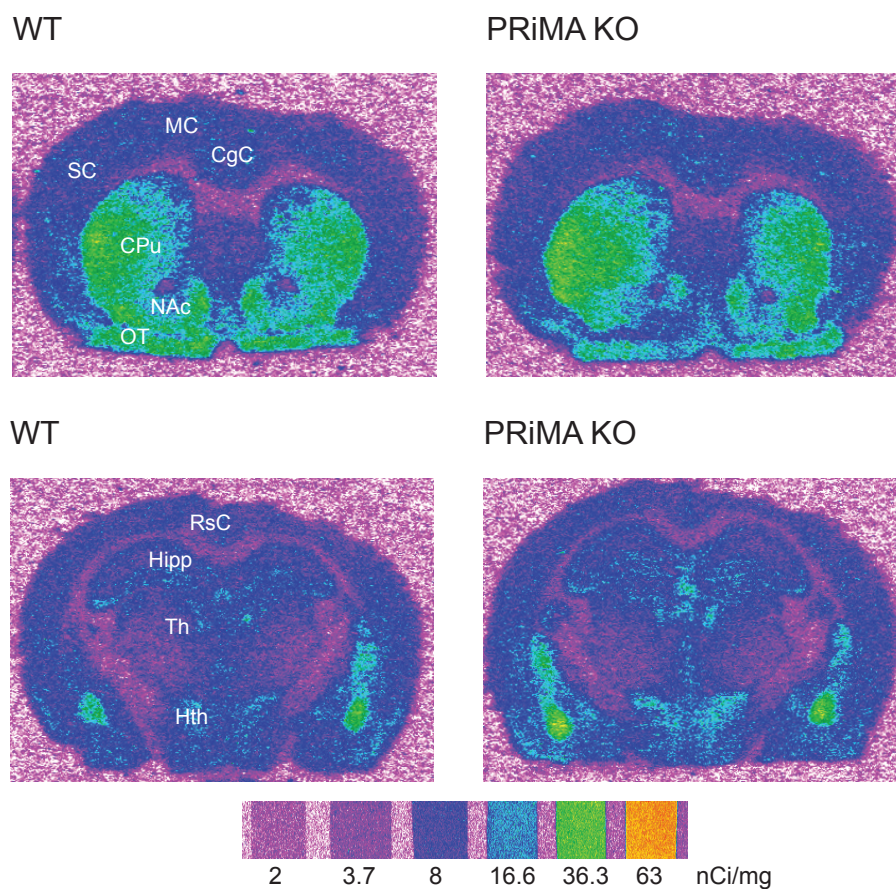 WT PRiMA KO
MC
CgC
SC
CPu
NAc
OT
WT PRiMA KO
RsC
Hipp
Th
Hth
2 3.7 8 16.6 36.3 63 nCi/mg